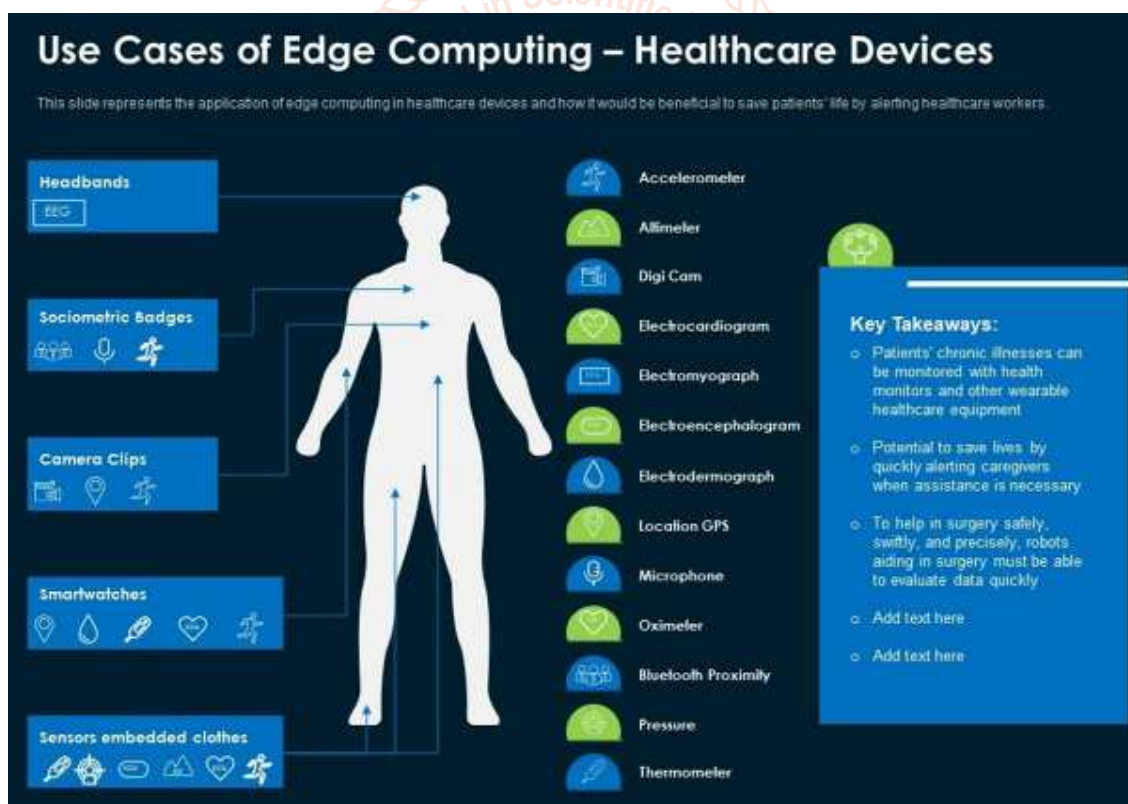 in Scientific
Use Cases of Edge Computing – Healthcare Devices
This slide represents the application of edge computing in healthcare devices and how it would be beneficial to save patients' life by alerting healthcare workers.
Headbands
EEG
Sociometric Badges
Camera Clips
Smartwatches
Sensors embedded clothes
Accelerometer
Altimeter
Digi Cam
Electrocardiogram
Electromyograph
Electroencephalogram
Electrodermograph
Location GPS
Microphone
Oximeter
Bluetooth Proximity
Pressure
Thermometer
Key Takeaways:
o Patients' chronic illnesses can
be monitored with health
monitors and other wearable
healthcare equipment
o Potential to save lives by
quickly alerting caregivers
when assistance is necessary
o To help in surgery safely,
swiftly, and precisely, robots
aiding in surgery must be able
to evaluate data quickly
o Add text here
o Add text here